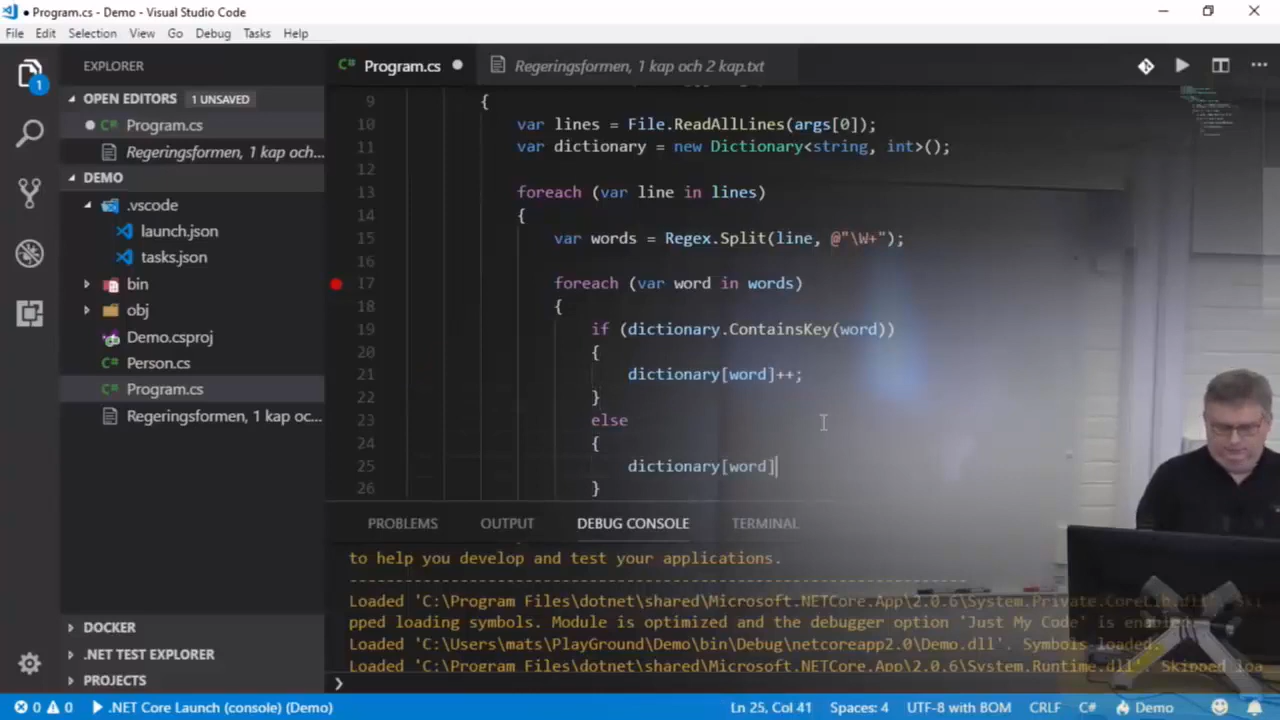 ● Program.cs - Demo - Visual Studio Code
File Edit Selection View Go Debug Tasks Help
EXPLORER
OPEN EDITORS 1 UNSAVED
● C# Program.cs
Regeringsformen, 1 kap och...
DEMO
.vscode
launch.json
tasks.json
bin
obj
Demo.csproj
C# Person.cs
C# Program.cs
Regeringsformen, 1 kap oc...
DOCKER
.NET TEST EXPLORER
PROJECTS
1
C# Program.cs ● Regeringsformen, 1 kap och 2 kap.txt
9 {
10 var lines = File.ReadAllLines(args[0]);
11 var dictionary = new Dictionary<string, int>();
12
13 foreach (var line in lines)
14 {
15 var words = Regex.Split(line, @"\W+");
16
17 foreach (var word in words)
18 {
19 if (dictionary.ContainsKey(word))
20 {
21 dictionary[word]++;
22 }
23 else
24 {
25 dictionary[word]
26 }
PROBLEMS OUTPUT DEBUG CONSOLE TERMINAL
to help you develop and test your applications.
-------------------------------------------------------------------
Loaded 'C:\Program Files\dotnet\shared\Microsoft.NETCore.App\2.0.6\System.Private.CoreLib.dll'. Ski
pped loading symbols. Module is optimized and the debugger option 'Just My Code' is enabled.
Loaded 'C:\Users\mats\PlayGround\Demo\bin\Debug\netcoreapp2.0\Demo.dll'. Symbols loaded.
Loaded 'C:\Program Files\dotnet\shared\Microsoft.NETCore.App\2.0.6\System.Runtime.dll'. Skipped loa
❯
0 0 .NET Core Launch (console) (Demo) Ln 25, Col 41 Spaces: 4 UTF-8 with BOM CRLF C# Demo